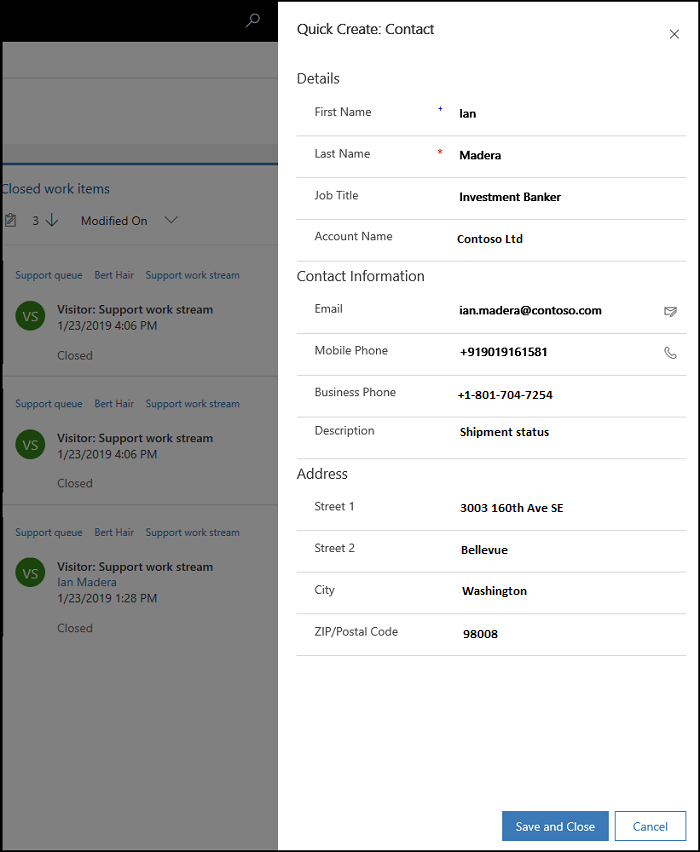 Closed work items
3
Modified On
Support queue Bert Hair Support work stream
VS
Visitor: Support work stream
1/23/2019 4:06 PM
Closed
Support queue Bert Hair Support work stream
VS
Visitor: Support work stream
1/23/2019 4:06 PM
Closed
Support queue Bert Hair Support work stream
VS
Visitor: Support work stream
Ian Madera
1/23/2019 1:28 PM
Closed
Quick Create: Contact
Details
First Name + Ian
Last Name * Madera
Job Title Investment Banker
Account Name Contoso Ltd
Contact Information
Email ian.madera@contoso.com
Mobile Phone +919019161581
Business Phone +1-801-704-7254
Description Shipment status
Address
Street 1 3003 160th Ave SE
Street 2 Bellevue
City Washington
ZIP/Postal Code 98008
Save and Close Cancel